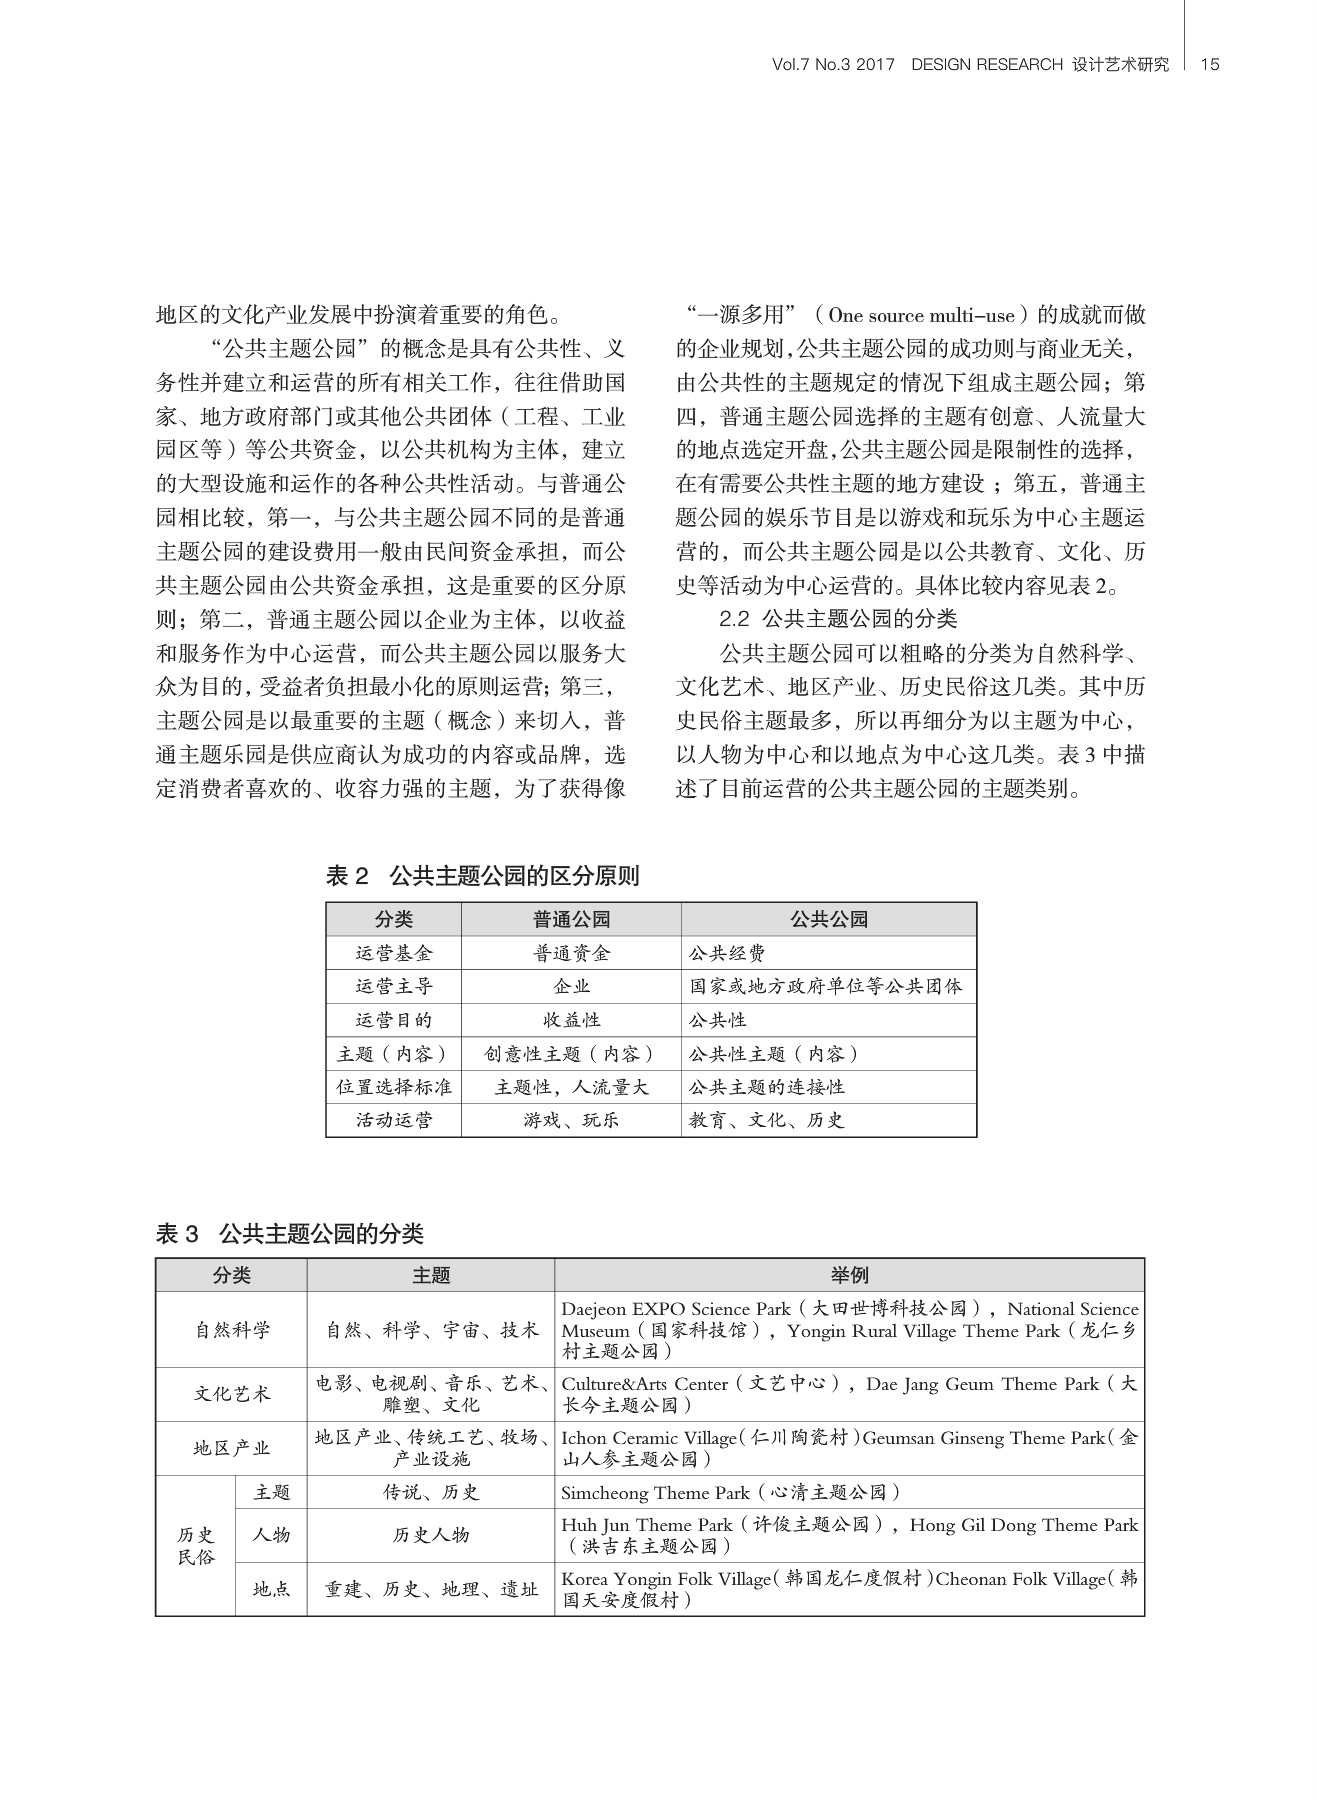 Vol.7 No.3 2017 DESIGN RESEARCH 设计艺术研究 15
地区的文化产业发展中扮演着重要的角色。
“公共主题公园”的概念是具有公共性、义
务性并建立和运营的所有相关工作，往往借助国
家、地方政府部门或其他公共团体（工程、工业
园区等）等公共资金，以公共机构为主体，建立
的大型设施和运作的各种公共性活动。与普通公
园相比较，第一，与公共主题公园不同的是普通
主题公园的建设费用一般由民间资金承担，而公
共主题公园由公共资金承担，这是重要的区分原
则；第二，普通主题公园以企业为主体，以收益
和服务作为中心运营，而公共主题公园以服务大
众为目的，受益者负担最小化的原则运营；第三，
主题公园是以最重要的主题（概念）来切入，普
通主题乐园是供应商认为成功的内容或品牌，选
定消费者喜欢的、收容力强的主题，为了获得像
“一源多用”（One source multi-use）的成就而做
的企业规划，公共主题公园的成功则与商业无关，
由公共性的主题规定的情况下组成主题公园；第
四，普通主题公园选择的主题有创意、人流量大
的地点选定开盘，公共主题公园是限制性的选择，
在有需要公共性主题的地方建设；第五，普通主
题公园的娱乐节目是以游戏和玩乐为中心主题运
营的，而公共主题公园是以公共教育、文化、历
史等活动为中心运营的。具体比较内容见表 2。
2.2 公共主题公园的分类
公共主题公园可以粗略的分类为自然科学、
文化艺术、地区产业、历史民俗这几类。其中历
史民俗主题最多，所以再细分为以主题为中心，
以人物为中心和以地点为中心这几类。表 3 中描
述了目前运营的公共主题公园的主题类别。
表 2 公共主题公园的区分原则
分类 普通公园 公共公园
运营基金 普通资金 公共经费
运营主导 企业 国家或地方政府单位等公共团体
运营目的 收益性 公共性
主题（内容） 创意性主题（内容） 公共性主题（内容）
位置选择标准 主题性，人流量大 公共主题的连接性
活动运营 游戏、玩乐 教育、文化、历史
表 3 公共主题公园的分类
分类 主题 举例
自然科学 自然、科学、宇宙、技术
Daejeon EXPO Science Park（大田世博科技公园），National Science
Museum（国家科技馆），Yongin Rural Village Theme Park（龙仁乡
村主题公园）
文化艺术
电影、电视剧、音乐、艺术、
雕塑、文化
Culture&Arts Center（文艺中心），Dae Jang Geum Theme Park（大
长今主题公园）
地区产业
地区产业、传统工艺、牧场、
产业设施
Ichon Ceramic Village（仁川陶瓷村）Geumsan Ginseng Theme Park（金
山人参主题公园）
历史
民俗
主题 传说、历史 Simcheong Theme Park（心清主题公园）
人物 历史人物
Huh Jun Theme Park（许俊主题公园），Hong Gil Dong Theme Park
（洪吉东主题公园）
地点 重建、历史、地理、遗址
Korea Yongin Folk Village（韩国龙仁度假村）Cheonan Folk Village（韩
国天安度假村）